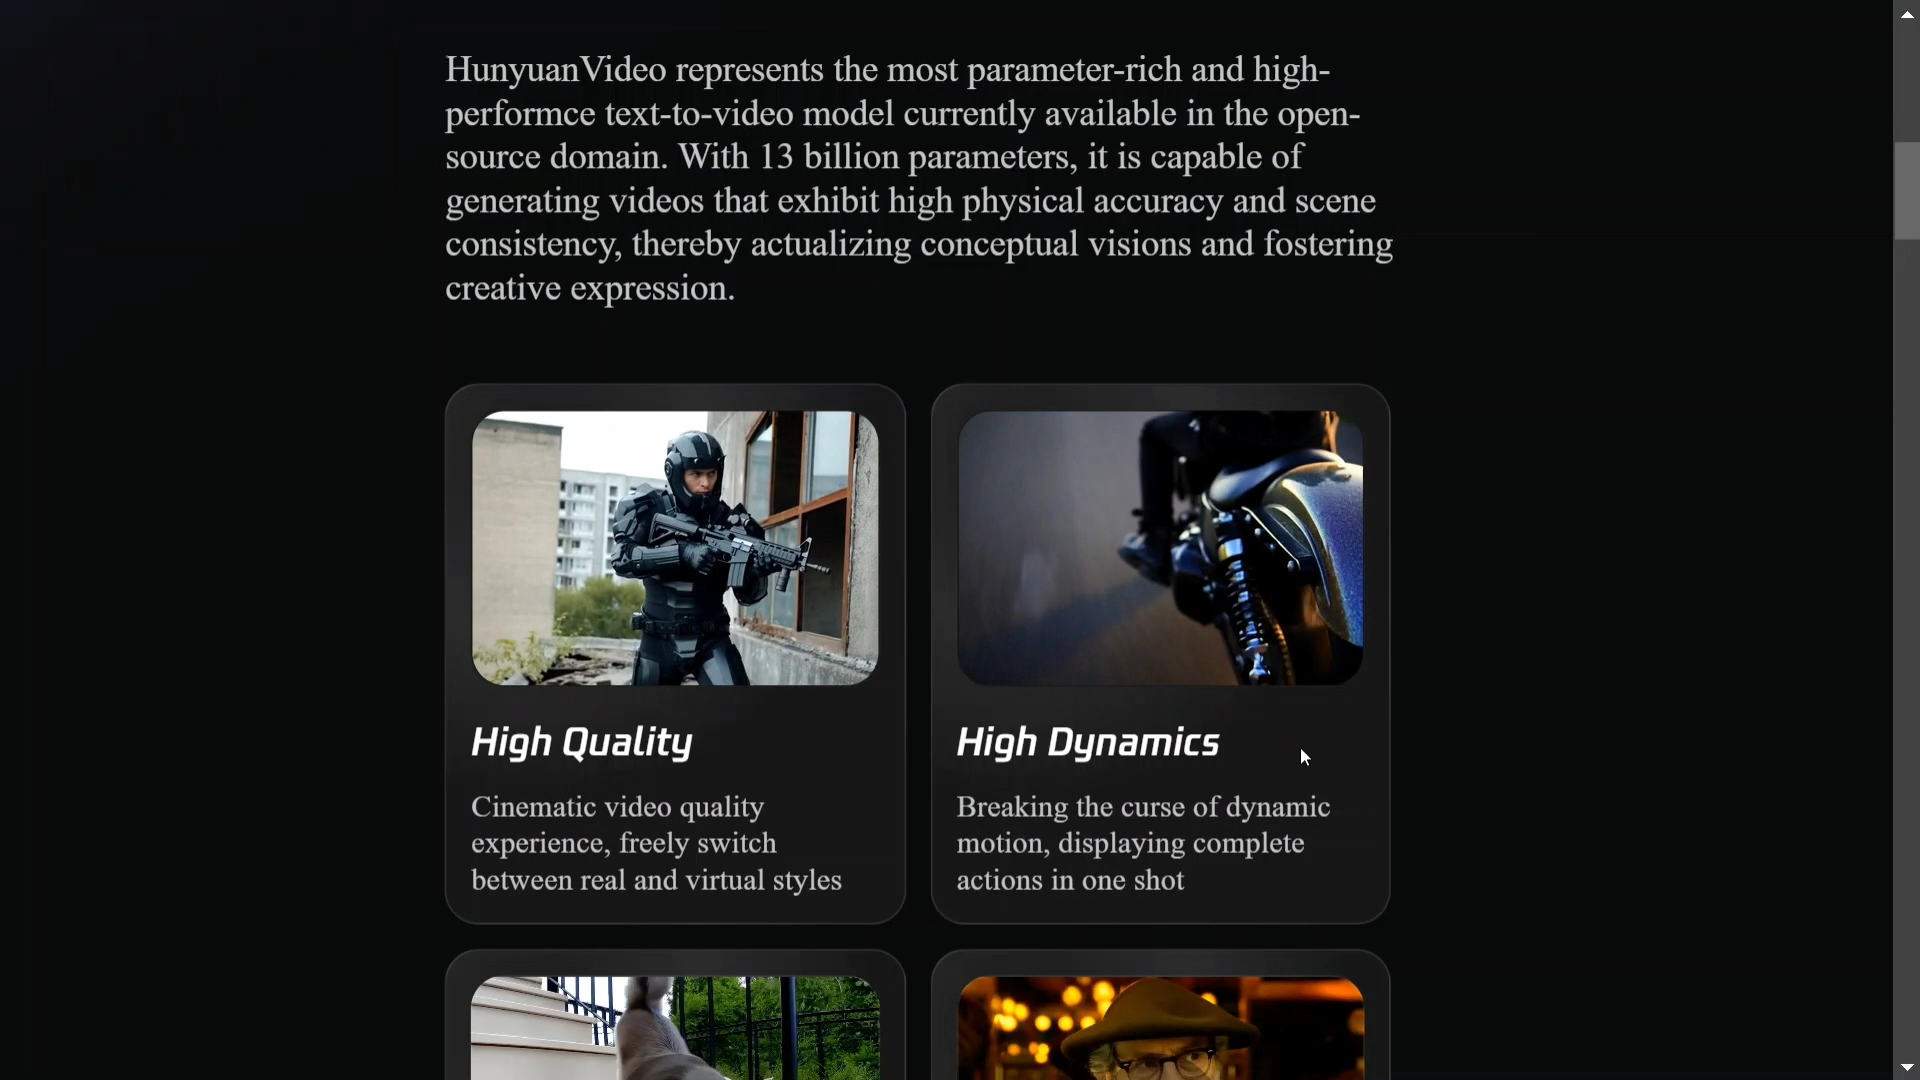 HunyuanVideo represents the most parameter-rich and high-
performce text-to-video model currently available in the open-
source domain. With 13 billion parameters, it is capable of
generating videos that exhibit high physical accuracy and scene
consistency, thereby actualizing conceptual visions and fostering
creative expression.
High Quality
Cinematic video quality
experience, freely switch
between real and virtual styles
High Dynamics
Breaking the curse of dynamic
motion, displaying complete
actions in one shot